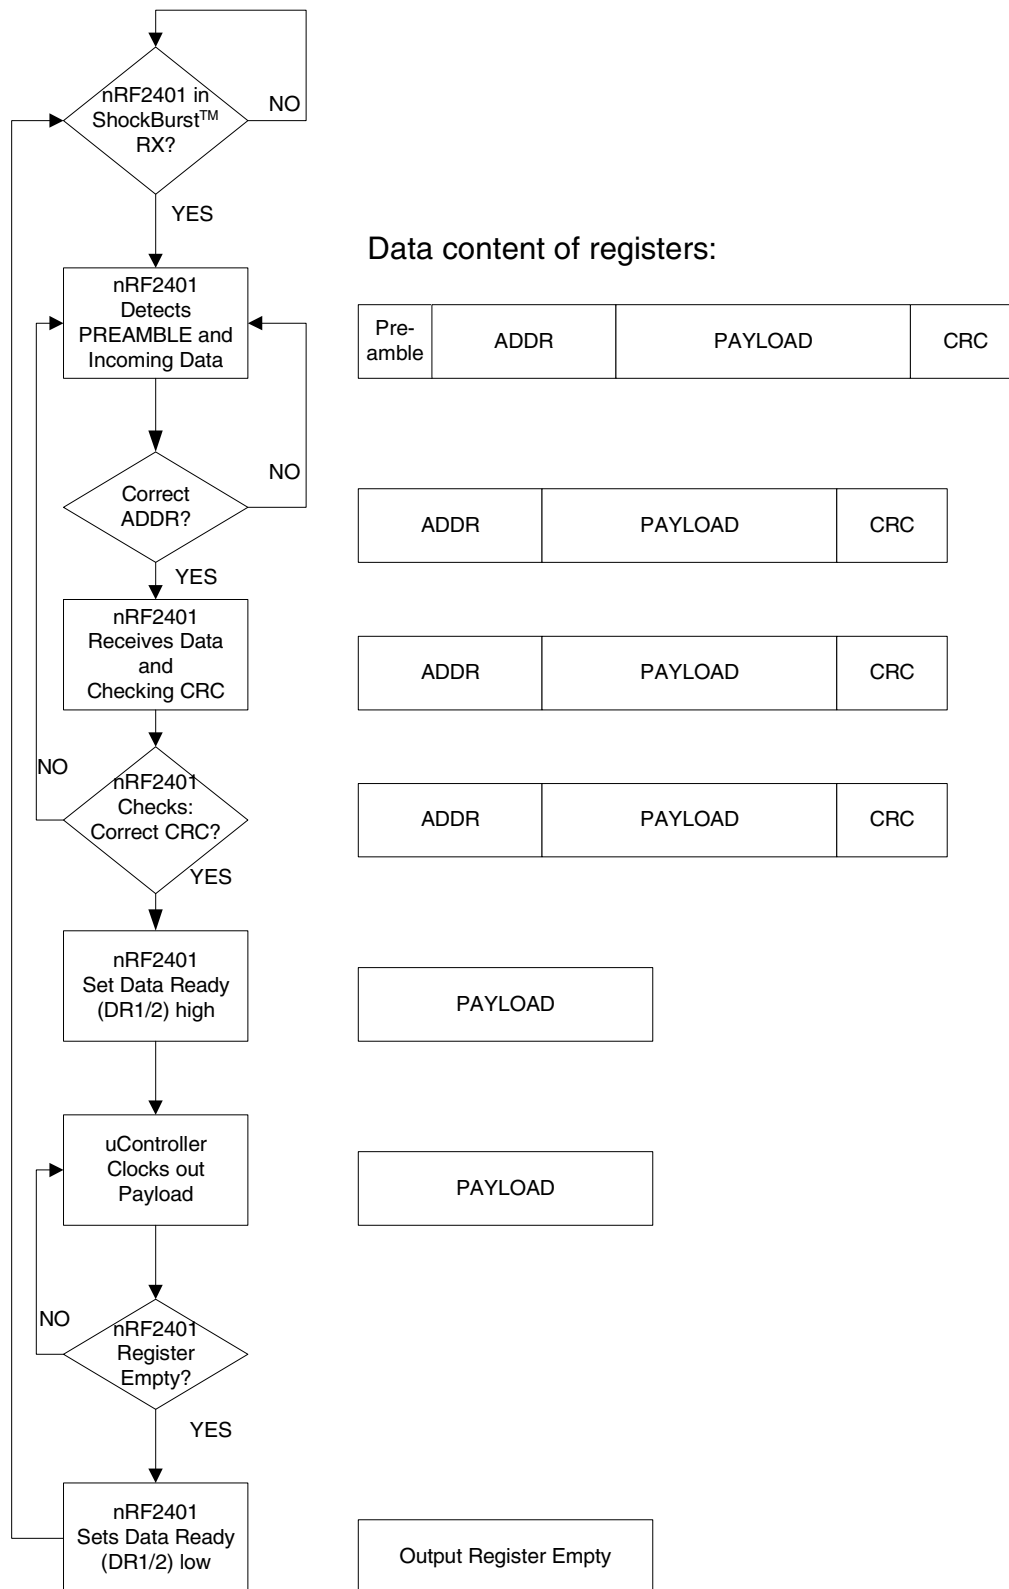 nRF2401 in
ShockBurst™
RX?
NO
YES
Data content of registers:
nRF2401
Detects
PREAMBLE and
Incoming Data
Pre-
amble
ADDR
PAYLOAD
CRC
NO
Correct
ADDR?
ADDR
PAYLOAD
CRC
YES
nRF2401
Receives Data
and
Checking CRC
ADDR
PAYLOAD
CRC
NO
nRF2401
Checks:
Correct CRC?
ADDR
PAYLOAD
CRC
YES
nRF2401
Set Data Ready
(DR1/2) high
PAYLOAD
uController
Clocks out
Payload
PAYLOAD
NO
nRF2401
Register
Empty?
YES
nRF2401
Sets Data Ready
(DR1/2) low
Output Register Empty